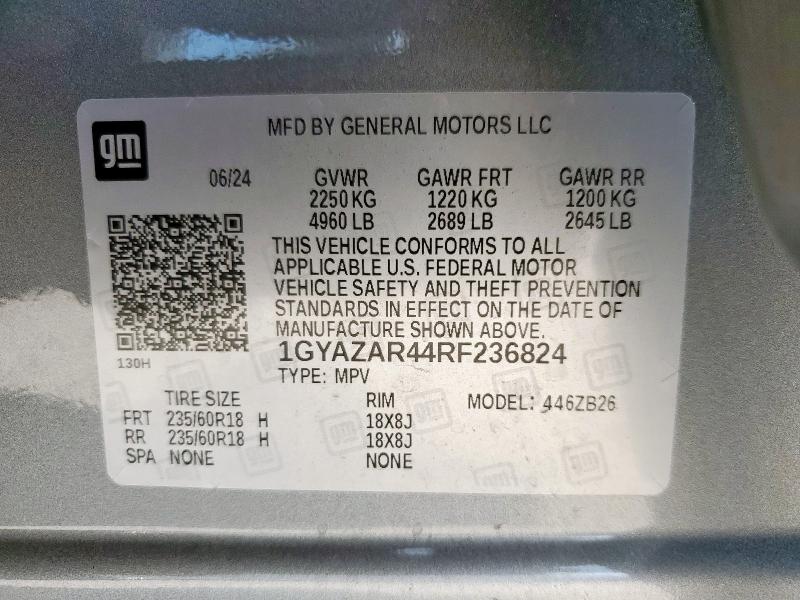 gm
MFD BY GENERAL MOTORS LLC
06/24 GVWR GAWR FRT GAWR RR
2250 KG 1220 KG 1200 KG
4960 LB 2689 LB 2645 LB
THIS VEHICLE CONFORMS TO ALL
APPLICABLE U.S. FEDERAL MOTOR
VEHICLE SAFETY AND THEFT PREVENTION
STANDARDS IN EFFECT ON THE DATE OF
MANUFACTURE SHOWN ABOVE.
1GYAZAR44RF236824
130H
TYPE: MPV
TIRE SIZE RIM MODEL: 446ZB26
FRT 235/60R18 H 18X8J
RR 235/60R18 H 18X8J
SPA NONE NONE